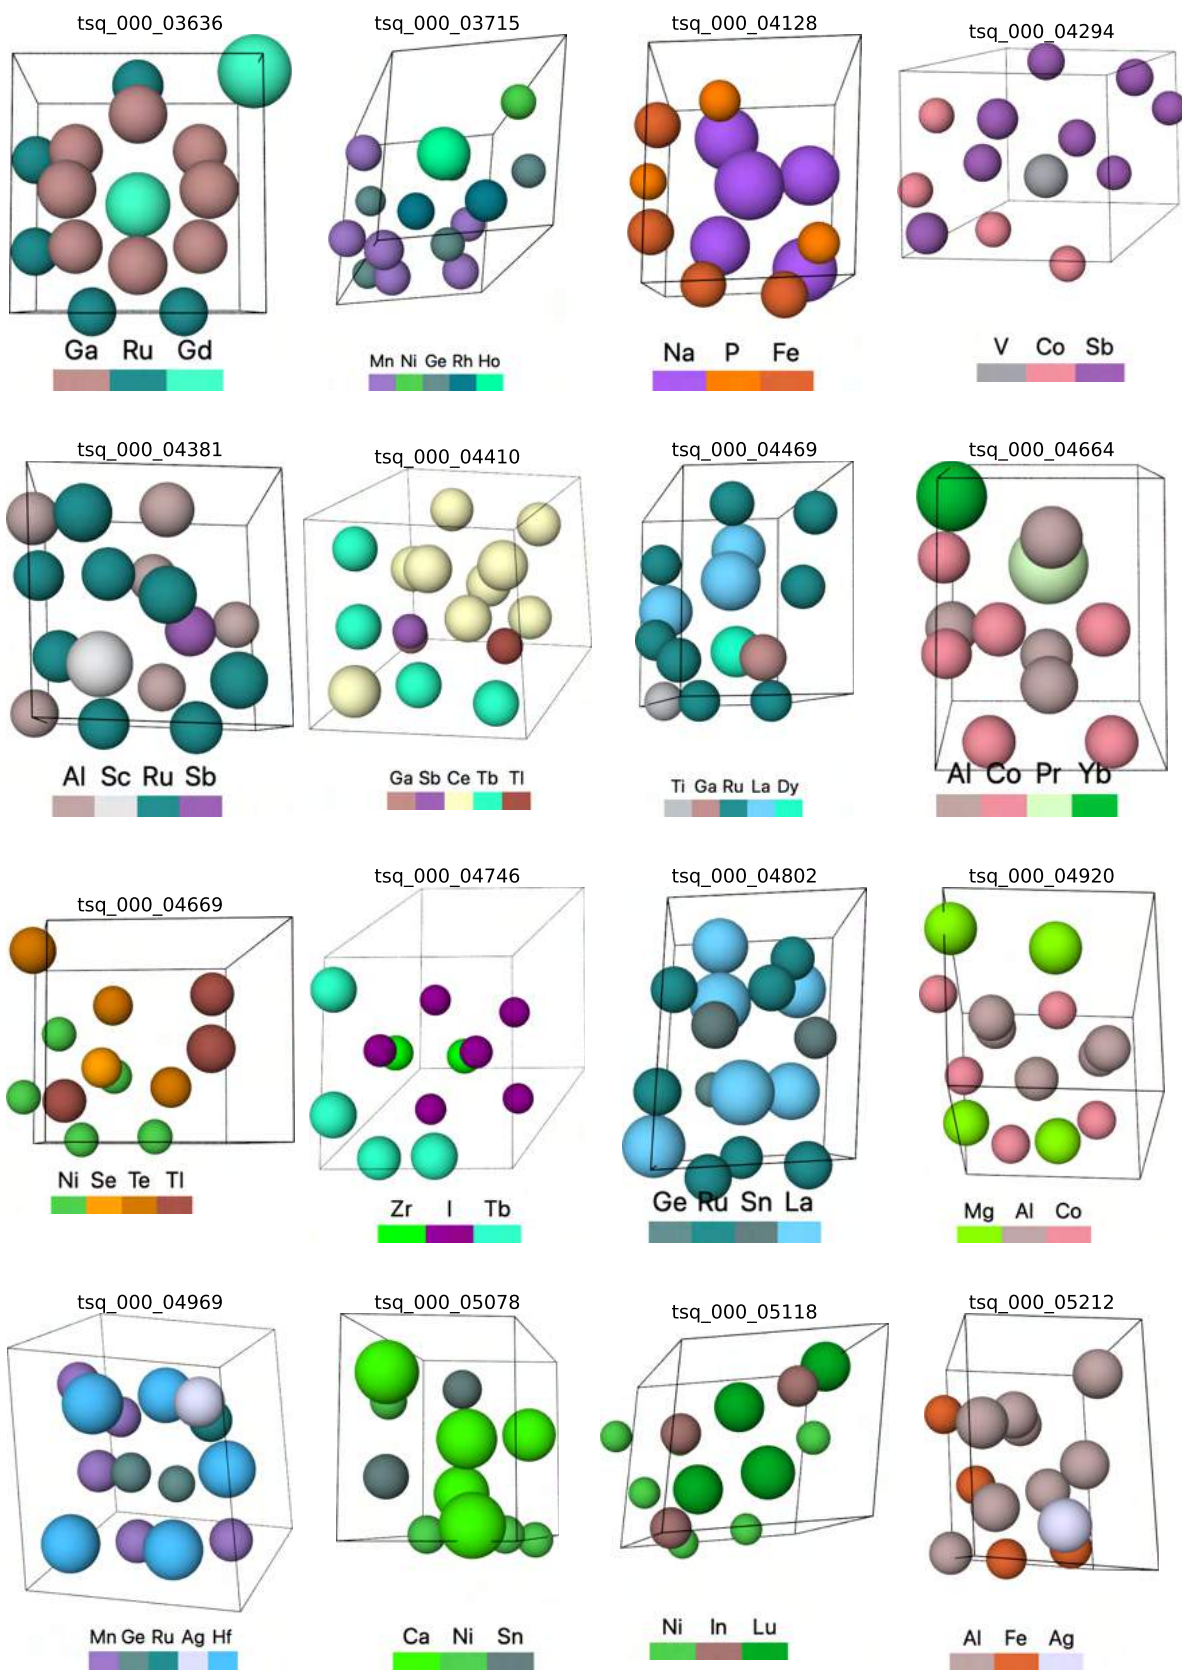 tsq_000_03636 tsq_000_03715 tsq_000_04128 tsq_000_04294
Ga Ru Gd
Mn Ni Ge Rh Ho
Na P Fe
V Co Sb
tsq_000_04381 tsq_000_04410 tsq_000_04469 tsq_000_04664
Al Sc Ru Sb
Ga Sb Ce Tb Tl
Ti Ga Ru La Dy
Al Co Pr Yb
tsq_000_04669 tsq_000_04746 tsq_000_04802 tsq_000_04920
Ni Se Te Tl
Zr I Tb
Ge Ru Sn La
Mg Al Co
tsq_000_04969 tsq_000_05078 tsq_000_05118 tsq_000_05212
Mn Ge Ru Ag Hf
Ca Ni Sn
Ni In Lu
Al Fe Ag